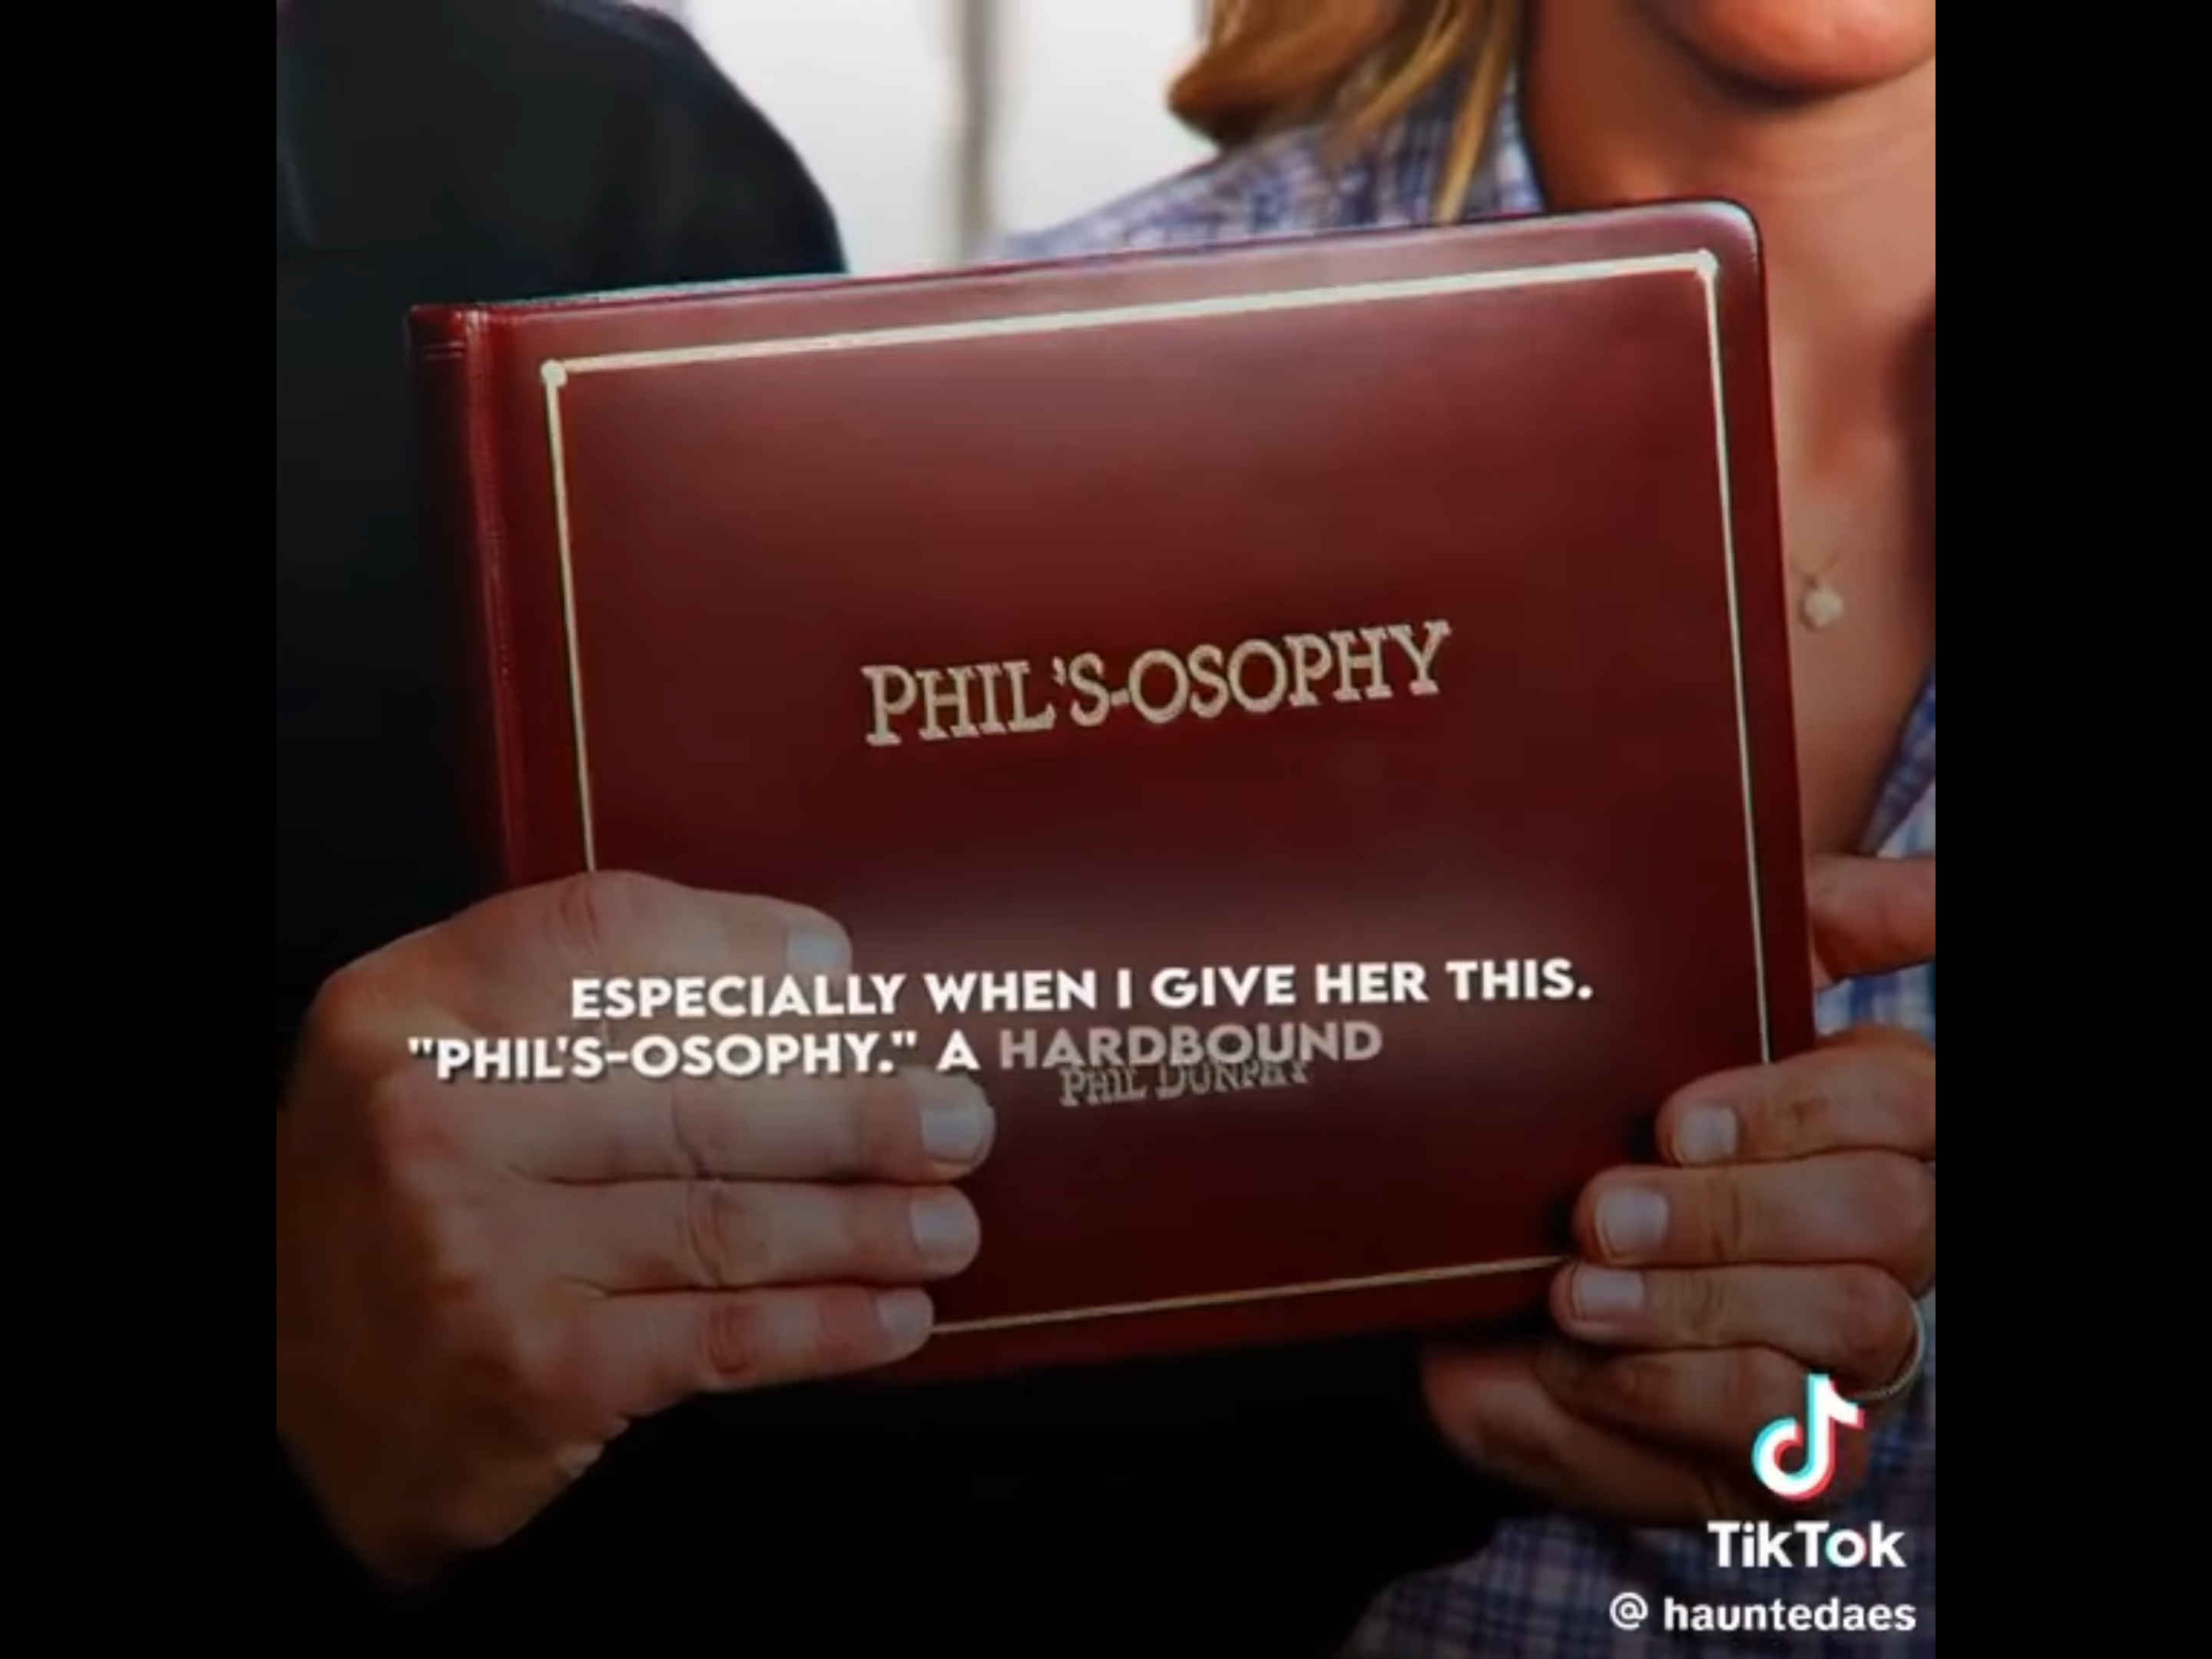 PHIL'S-OSOPHY
ESPECIALLY WHEN I GIVE HER THIS.
"PHIL'S-OSOPHY." A HARDBOUND
PHIL DUNPHY
TikTok
@ hauntedaes